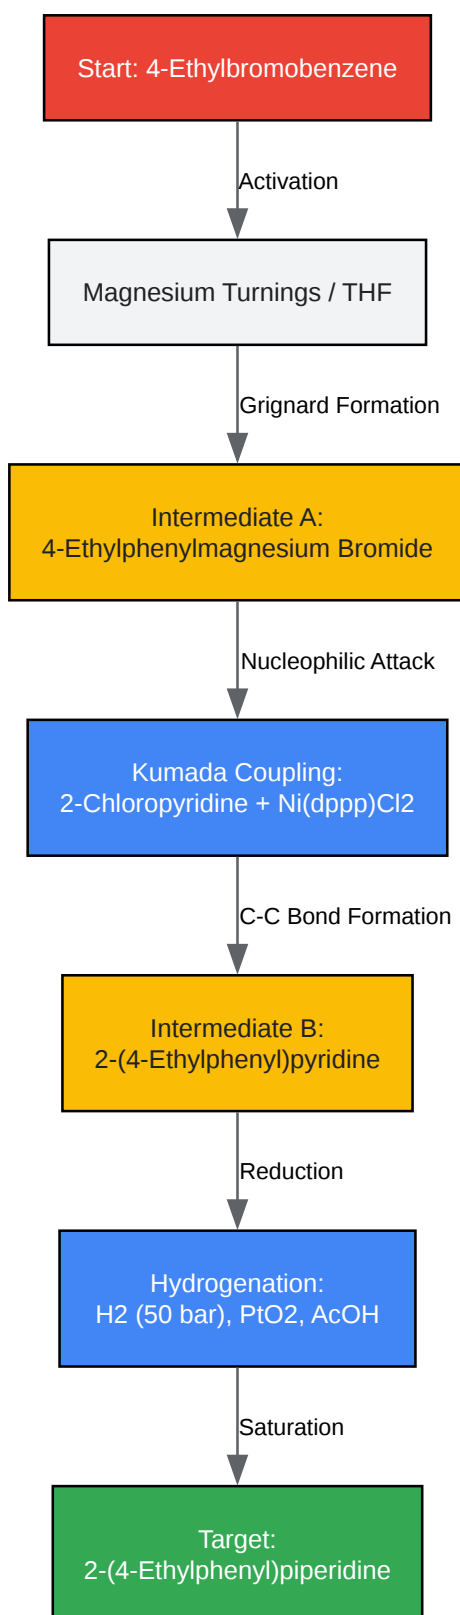 Start: 4-Ethylbromobenzene
Activation
Magnesium Turnings / THF
Grignard Formation
Intermediate A:
4-Ethylphenylmagnesium Bromide
Nucleophilic Attack
Kumada Coupling:
2-Chloropyridine + Ni(dppp)Cl2
C-C Bond Formation
Intermediate B:
2-(4-Ethylphenyl)pyridine
Reduction
Hydrogenation:
H2 (50 bar), PtO2, AcOH
Saturation
Target:
2-(4-Ethylphenyl)piperidine